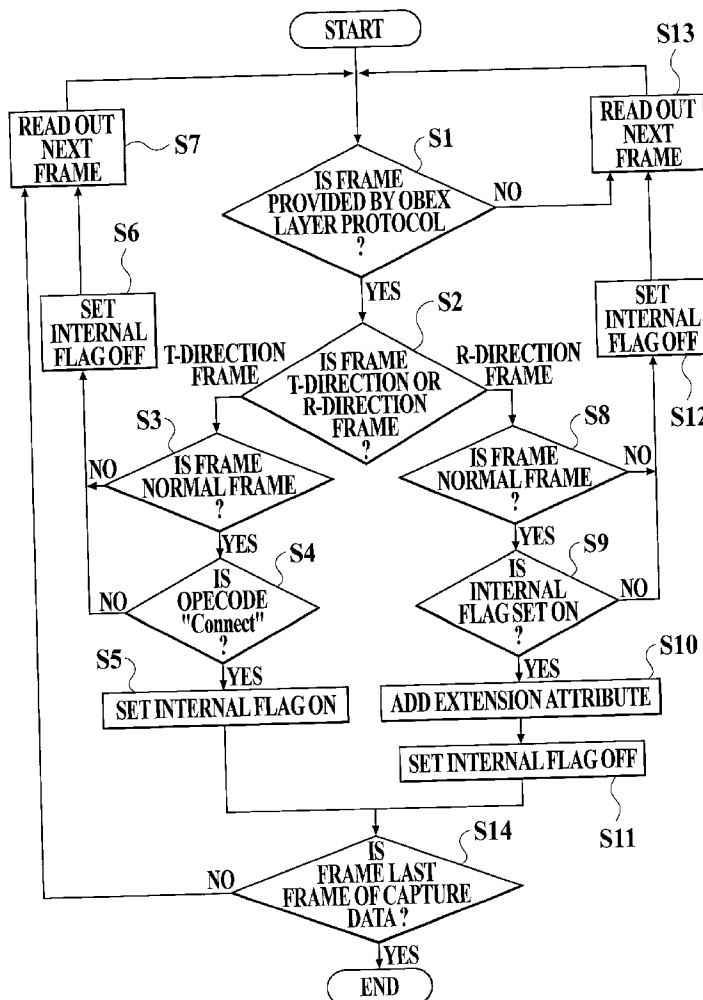 START
S13
READ OUT
NEXT
FRAME
S7
READ OUT
NEXT
FRAME
S1
IS FRAME
PROVIDED BY OBEX
LAYER PROTOCOL
?
NO
YES
S6
SET
INTERNAL
FLAG OFF
S2
SET
INTERNAL
FLAG OFF
S12
T-DIRECTION
FRAME
IS FRAME
T-DIRECTION OR
R-DIRECTION
FRAME
?
R-DIRECTION
FRAME
S3
IS FRAME
NORMAL FRAME
?
NO
YES
S8
IS FRAME
NORMAL FRAME
?
NO
YES
S4
IS
OPECODE
"Connect"
?
NO
YES
S9
IS
INTERNAL
FLAG SET ON
?
NO
YES
S5
SET INTERNAL FLAG ON
S10
ADD EXTENSION ATTRIBUTE
SET INTERNAL FLAG OFF
S11
S14
IS
FRAME LAST
FRAME OF CAPTURE
DATA ?
NO
YES
END